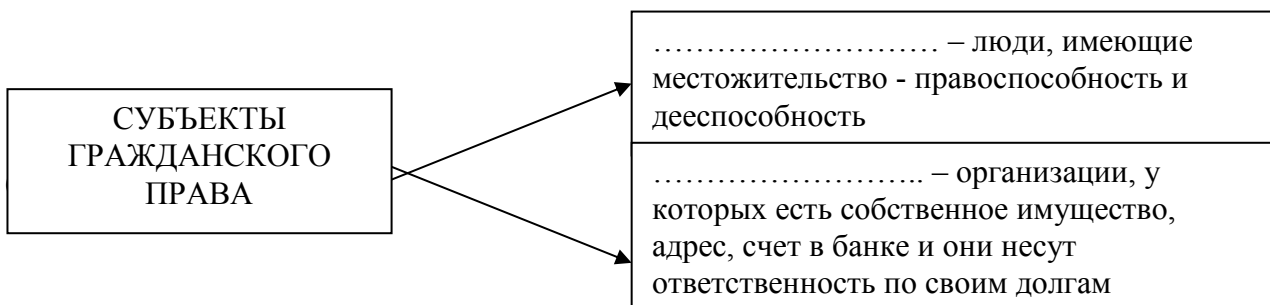 СУБЪЕКТЫ
ГРАЖДАНСКОГО
ПРАВА
………………………… – люди, имеющие
местожительство - правоспособность и
дееспособность
…………………….. – организации, у
которых есть собственное имущество,
адрес, счет в банке и они несут
ответственность по своим долгам